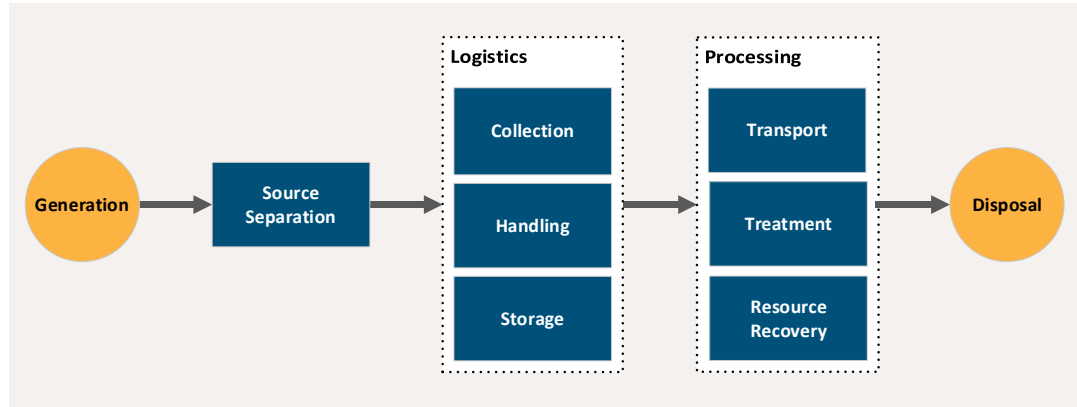 Generation
Source
Separation
Logistics
Collection
Handling
Storage
Processing
Transport
Treatment
Resource
Recovery
Disposal